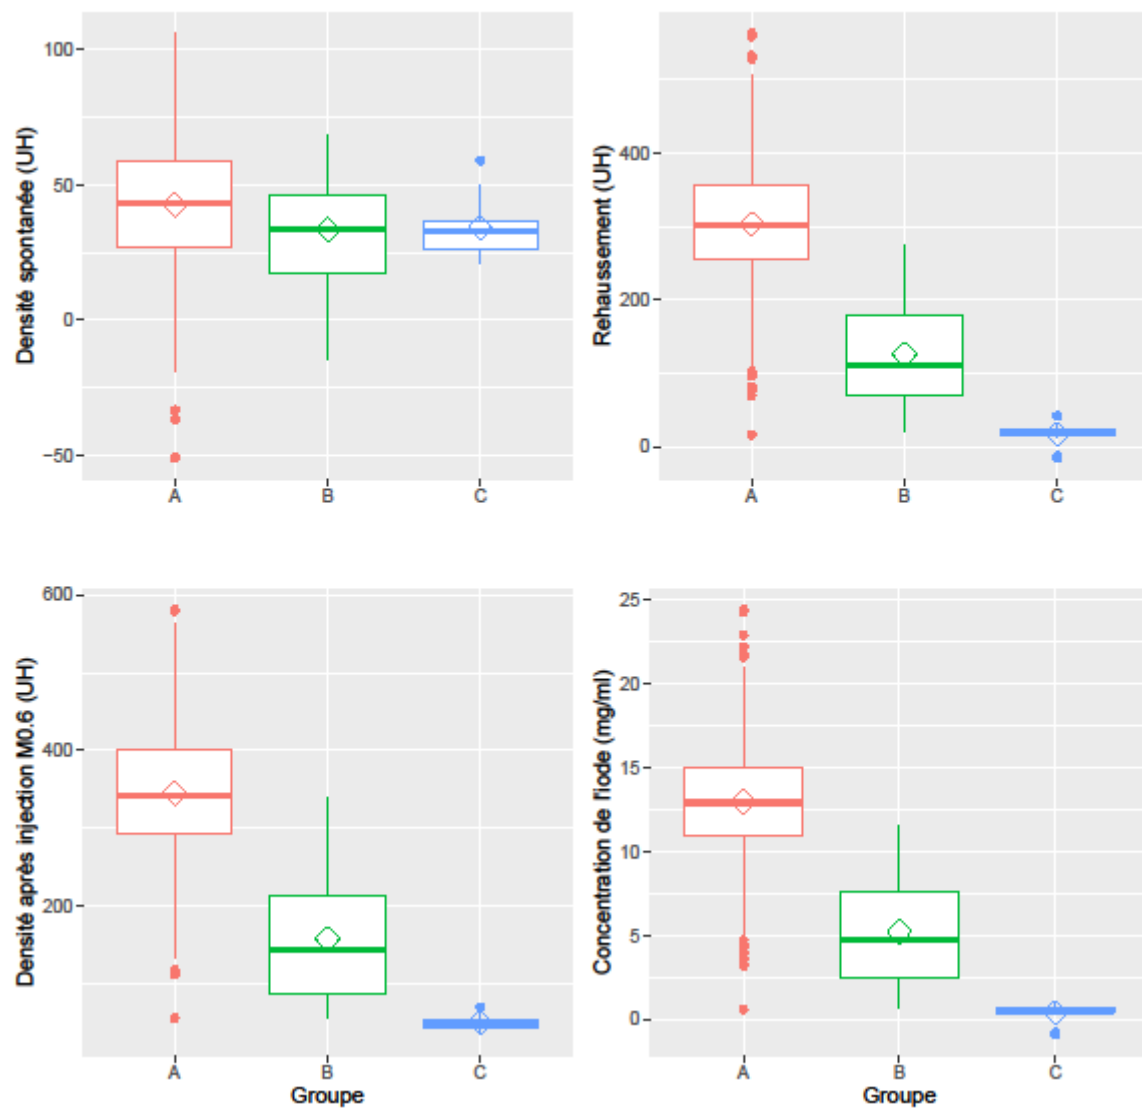 Densité spontanée (UH)
100
50
0
−50
A B C
Rehaussement (UH)
400
200
0
A B C
Densité après injection M0.6 (UH)
600
400
200
A B C
Groupe
Concentration de l'iode (mg/ml)
25
20
15
10
5
0
A B C
Groupe